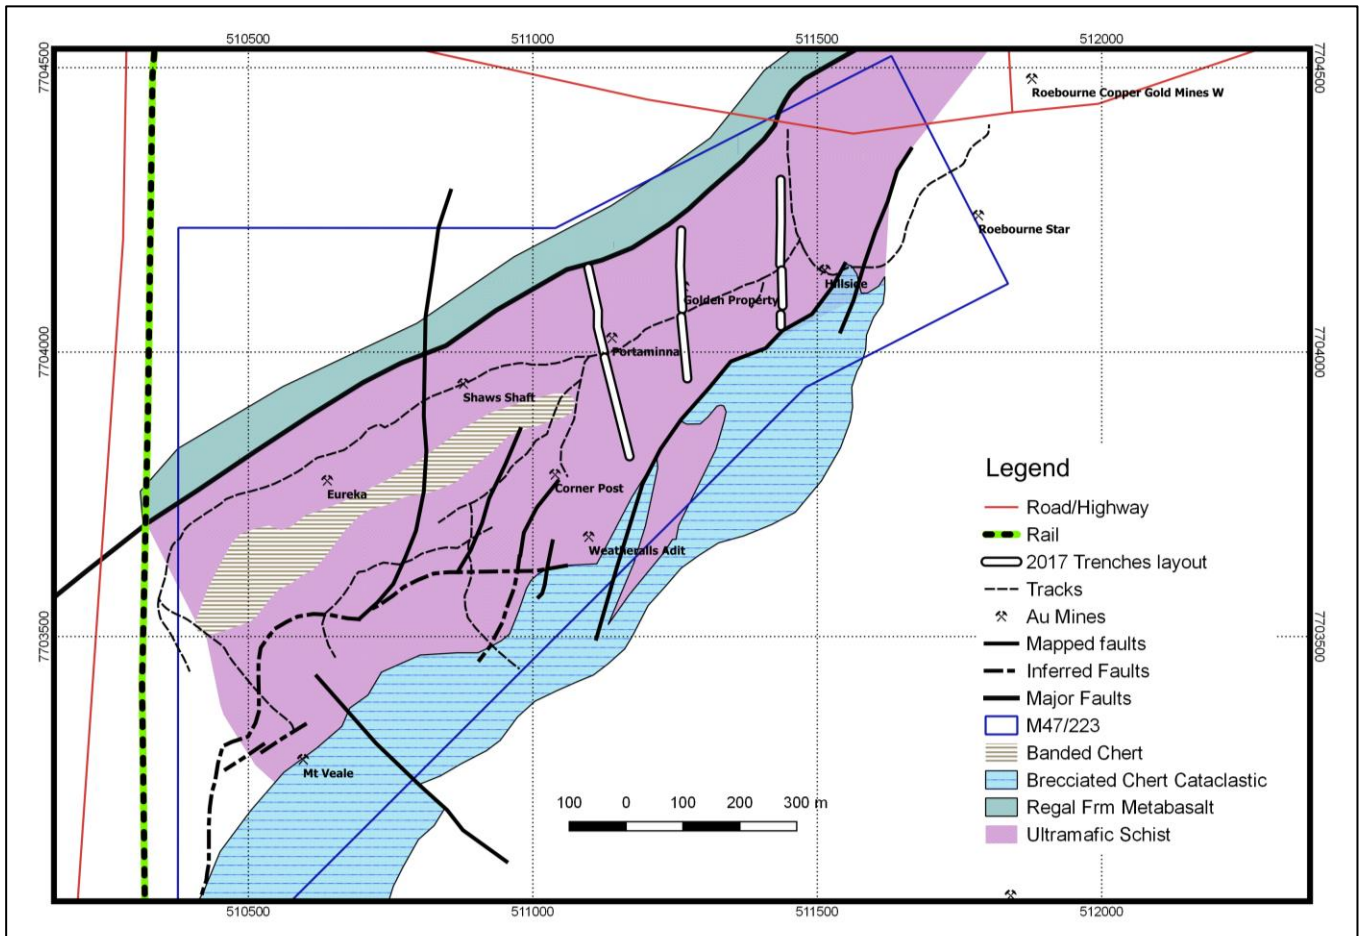 510500
511000
511500
512000
7704500
7704500
Roebourne Copper Gold Mines W
Roebourne Star
Hillside
Golden Property
7704000
7704000
Portaminna
Shaws Shaft
Eureka
Corner Post
Weatheralls Adit
7703500
7703500
Mt Veale
100 0 100 200 300 m
Legend
Road/Highway
Rail
2017 Trenches layout
Tracks
Au Mines
Mapped faults
Inferred Faults
Major Faults
M47/223
Banded Chert
Brecciated Chert Cataclastic
Regal Frm Metabasalt
Ultramafic Schist
510500
511000
511500
512000